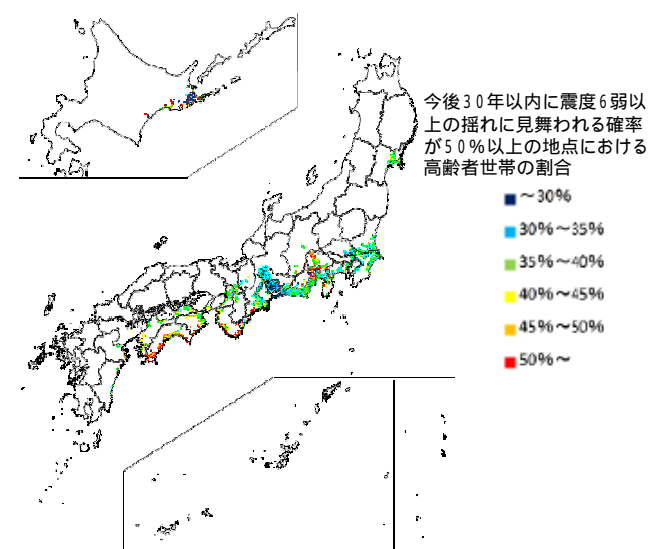 今後30年以内に震度6弱以
上の揺れに見舞われる確率
が50%以上の地点における
高齢者世帯の割合
～30%
30%～35%
35%～40%
40%～45%
45%～50%
50%～